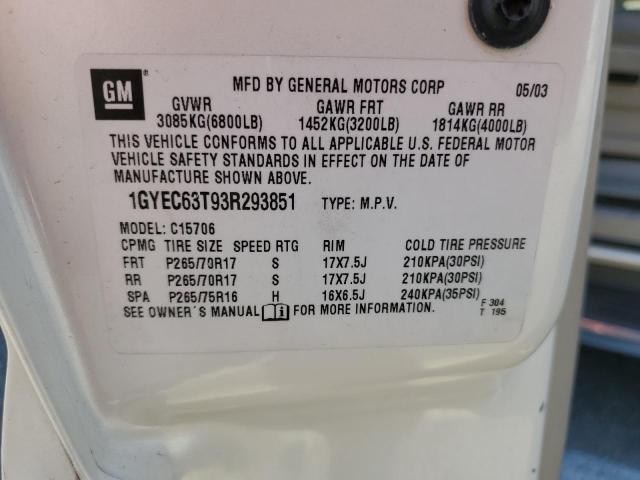 GM®
MFD BY GENERAL MOTORS CORP 05/03
GVWR GAWR FRT GAWR RR
3085KG(6800LB) 1452KG(3200LB) 1814KG(4000LB)
THIS VEHICLE CONFORMS TO ALL APPLICABLE U.S. FEDERAL MOTOR
VEHICLE SAFETY STANDARDS IN EFFECT ON THE DATE OF
MANUFACTURE SHOWN ABOVE.
1GYEC63T93R293851 TYPE: M.P.V.
MODEL: C15706
CPMG TIRE SIZE SPEED RTG RIM COLD TIRE PRESSURE
FRT P265/70R17 S 17X7.5J 210KPA(30PSI)
RR P265/70R17 S 17X7.5J 210KPA(30PSI)
SPA P265/75R16 H 16X6.5J 240KPA(35PSI)
SEE OWNER'S MANUAL i FOR MORE INFORMATION.
F 304
T 195